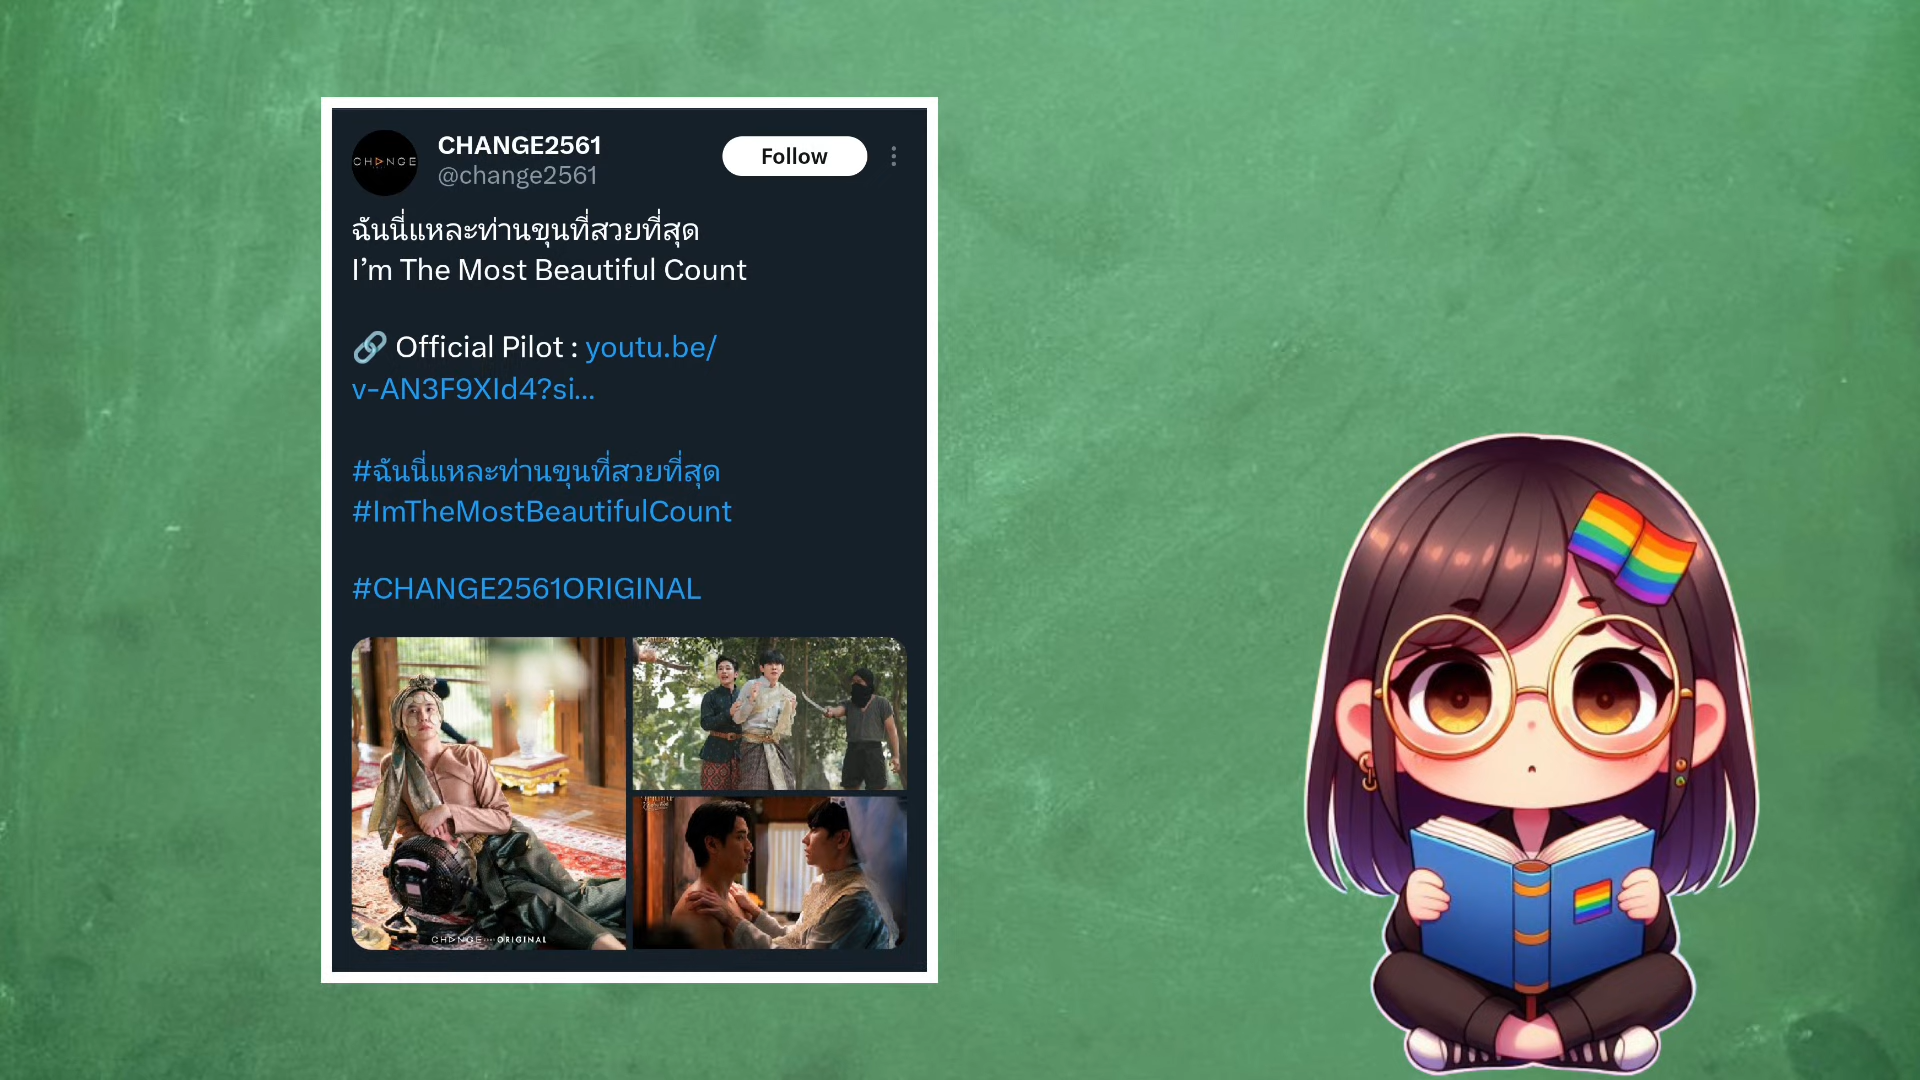 CHANGE
CHANGE2561
@change2561
Follow
ฉันนี่แหละท่านขุนที่สวยที่สุด
I'm The Most Beautiful Count
🔗 Official Pilot : youtu.be/
v-AN3F9XId4?si...
#ฉันนี่แหละท่านขุนที่สวยที่สุด
#ImTheMostBeautifulCount
#CHANGE2561ORIGINAL
CHANGE ORIGINAL